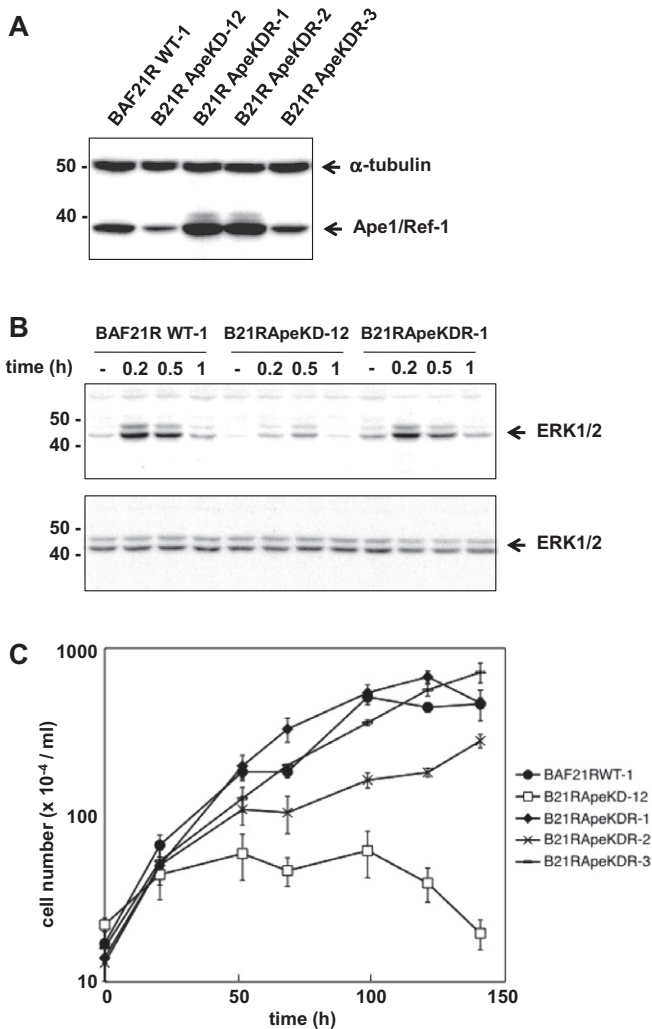 A
BAF21R WT-1
B21R ApeKD-12
B21R ApeKDR-1
B21R ApeKDR-2
B21R ApeKDR-3
50 -
α-tubulin
40 -
Ape1/Ref-1
B
BAF21R WT-1 B21RApeKD-12 B21RApeKDR-1
time (h) - 0.2 0.5 1 - 0.2 0.5 1 - 0.2 0.5 1
50 -
40 -
ERK1/2
50 -
40 -
ERK1/2
C
1000
100
10
cell number (x 10⁻⁴ / ml)
BAF21RWT-1
B21RApeKD-12
B21RApeKDR-1
B21RApeKDR-2
B21RApeKDR-3
0 50 100 150
time (h)